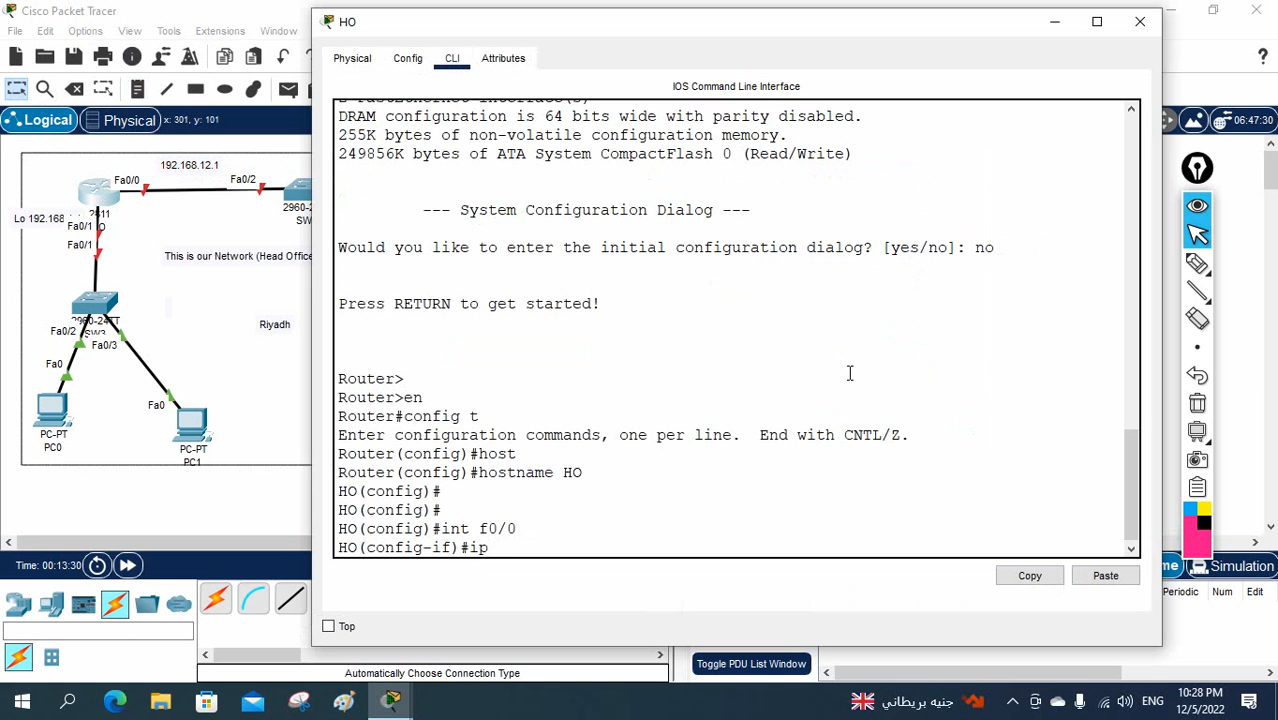 Cisco Packet Tracer
File Edit Options View Tools Extensions Window
Logical Physical x: 301, y: 101
06:47:30
192.168.12.1
Fa0/0
Fa0/2
Lo 192.168
Fa0/1
Fa0/1
This is our Network (Head Office
Riyadh
Fa0/2
Fa0/3
Fa0
Fa0
PC-PT
PC0
PC-PT
PC1
Time: 00:13:30
Simulation
Periodic Num Edit
Automatically Choose Connection Type
Toggle PDU List Window
HO
Physical Config CLI Attributes
IOS Command Line Interface
DRAM configuration is 64 bits wide with parity disabled.
255K bytes of non-volatile configuration memory.
249856K bytes of ATA System CompactFlash 0 (Read/Write)
--- System Configuration Dialog ---
Would you like to enter the initial configuration dialog? [yes/no]: no
Press RETURN to get started!
Router>
Router>en
Router#config t
Enter configuration commands, one per line.  End with CNTL/Z.
Router(config)#host
Router(config)#hostname HO
HO(config)#
HO(config)#
HO(config)#int f0/0
HO(config-if)#ip
Copy Paste
Top
جنيه بريطاني
ENG
10:28 PM
12/5/2022